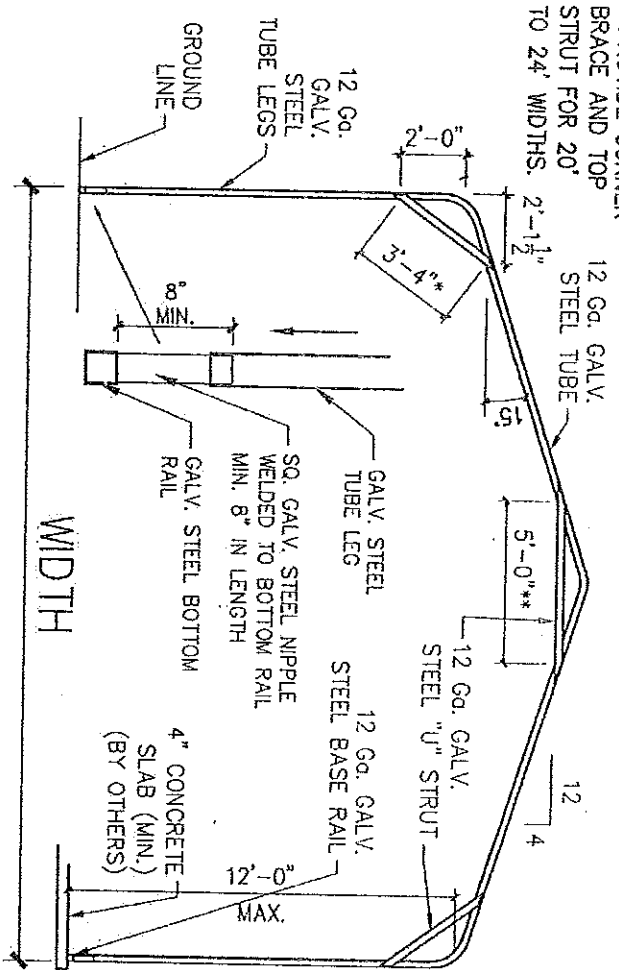 PROVIDE CORNER
BRACE AND TOP
STRUT FOR 20'
TO 24' WIDTHS.
12 Ga. GALV.
STEEL TUBE
2'-1 1/2"
2'-0"
3'-4"*
15°
5'-0"**
12
4
12 Ga.
GALV.
STEEL
TUBE LEGS
GROUND
LINE
8"
MIN.
GALV. STEEL
TUBE LEG
SQ. GALV. STEEL NIPPLE
WELDED TO BOTTOM RAIL
MIN. 8" IN LENGTH
GALV. STEEL BOTTOM
RAIL
12 Ga. GALV.
STEEL "U" STRUT
12 Ga. GALV.
STEEL BASE RAIL
12'-0"
MAX.
4" CONCRETE
SLAB (MIN.)
(BY OTHERS)
WIDTH